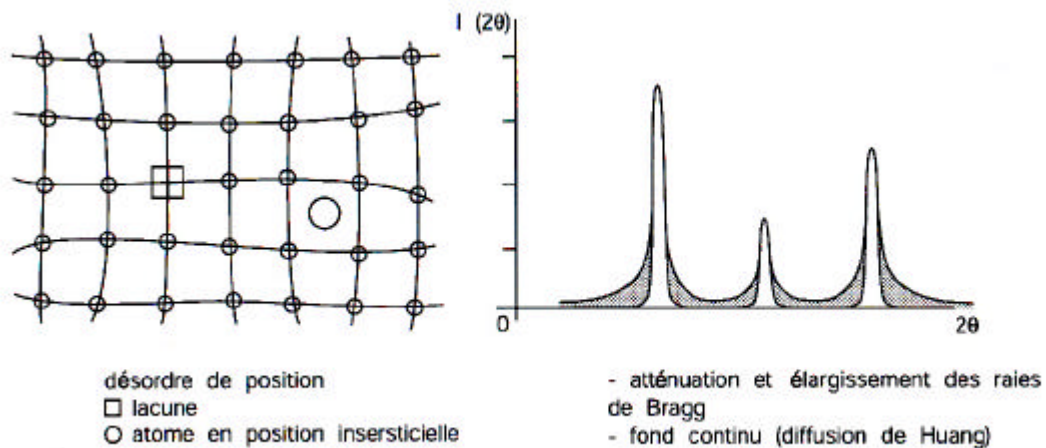 I (2θ)
0
2θ
désordre de position
lacune
atome en position insersticielle
- atténuation et élargissement des raies
de Bragg
- fond continu (diffusion de Huang)